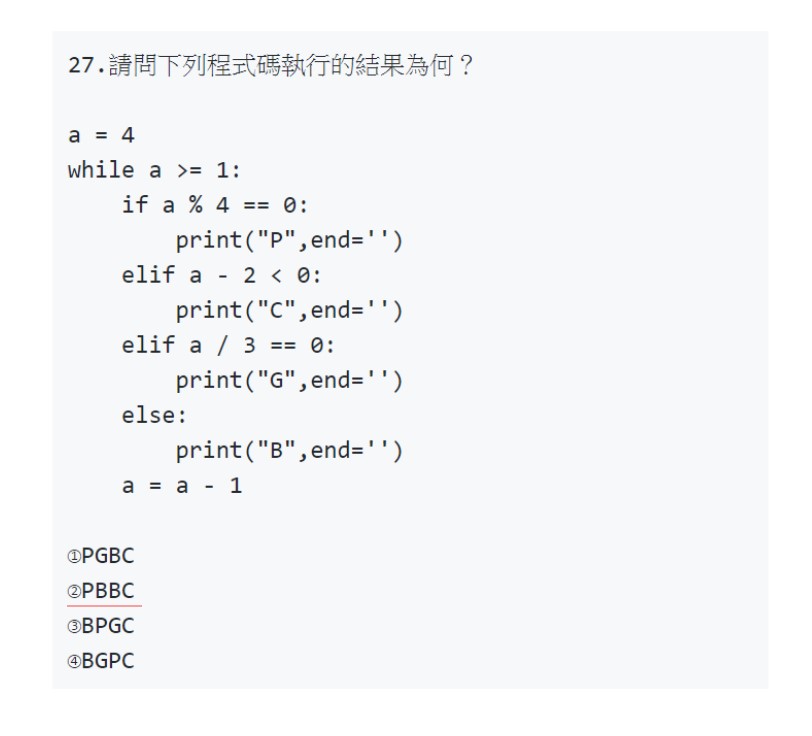 27.請問下列程式碼執行的結果為何？
a = 4
while a >= 1:
    if a % 4 == 0:
        print("P",end='')
    elif a - 2 < 0:
        print("C",end='')
    elif a / 3 == 0:
        print("G",end='')
    else:
        print("B",end='')
    a = a - 1
①PGBC
②PBBC
③BPGC
④BGPC